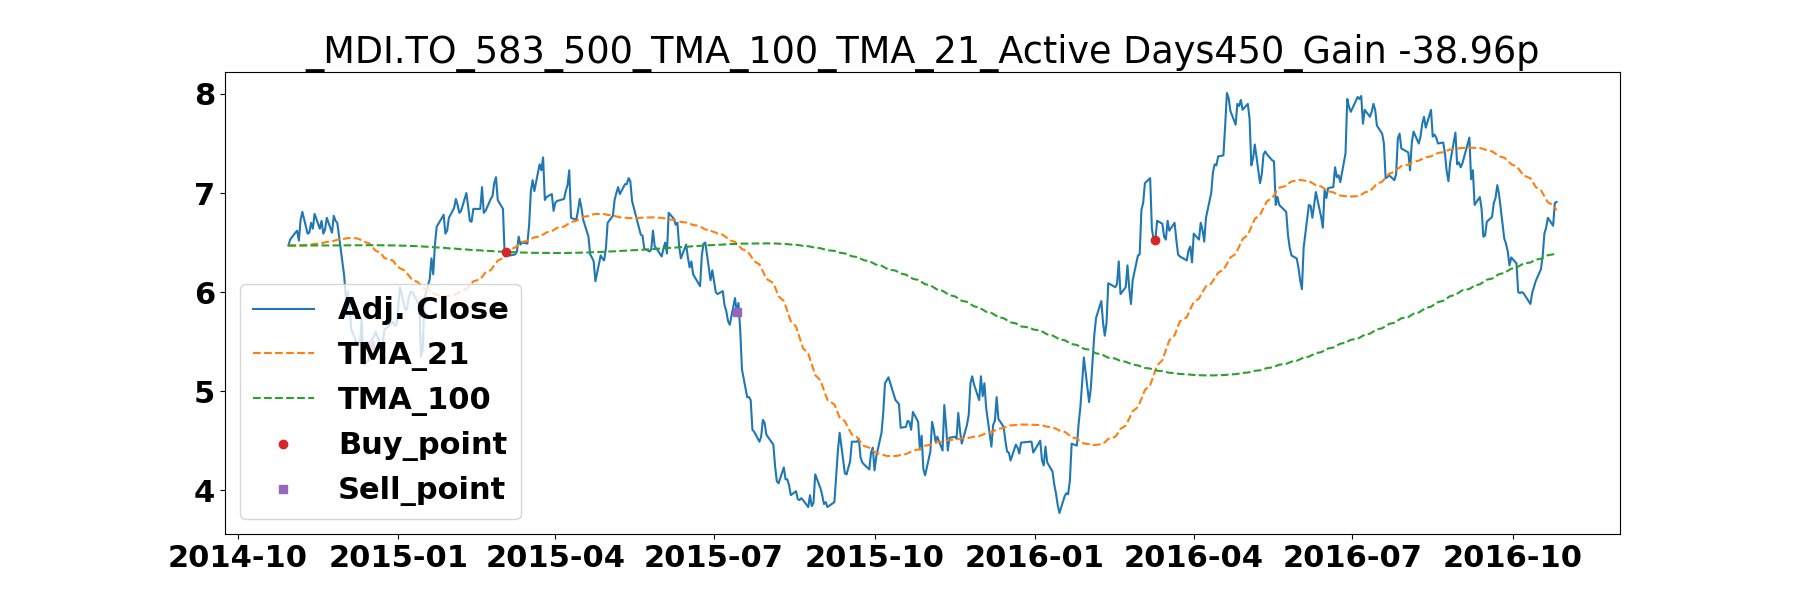 _MDI.TO_583_500_TMA_100_TMA_21_Active Days450_Gain -38.96p
8
7
6
5
4
Adj. Close
TMA_21
TMA_100
Buy_point
Sell_point
2014-10 2015-01 2015-04 2015-07 2015-10 2016-01 2016-04 2016-07 2016-10